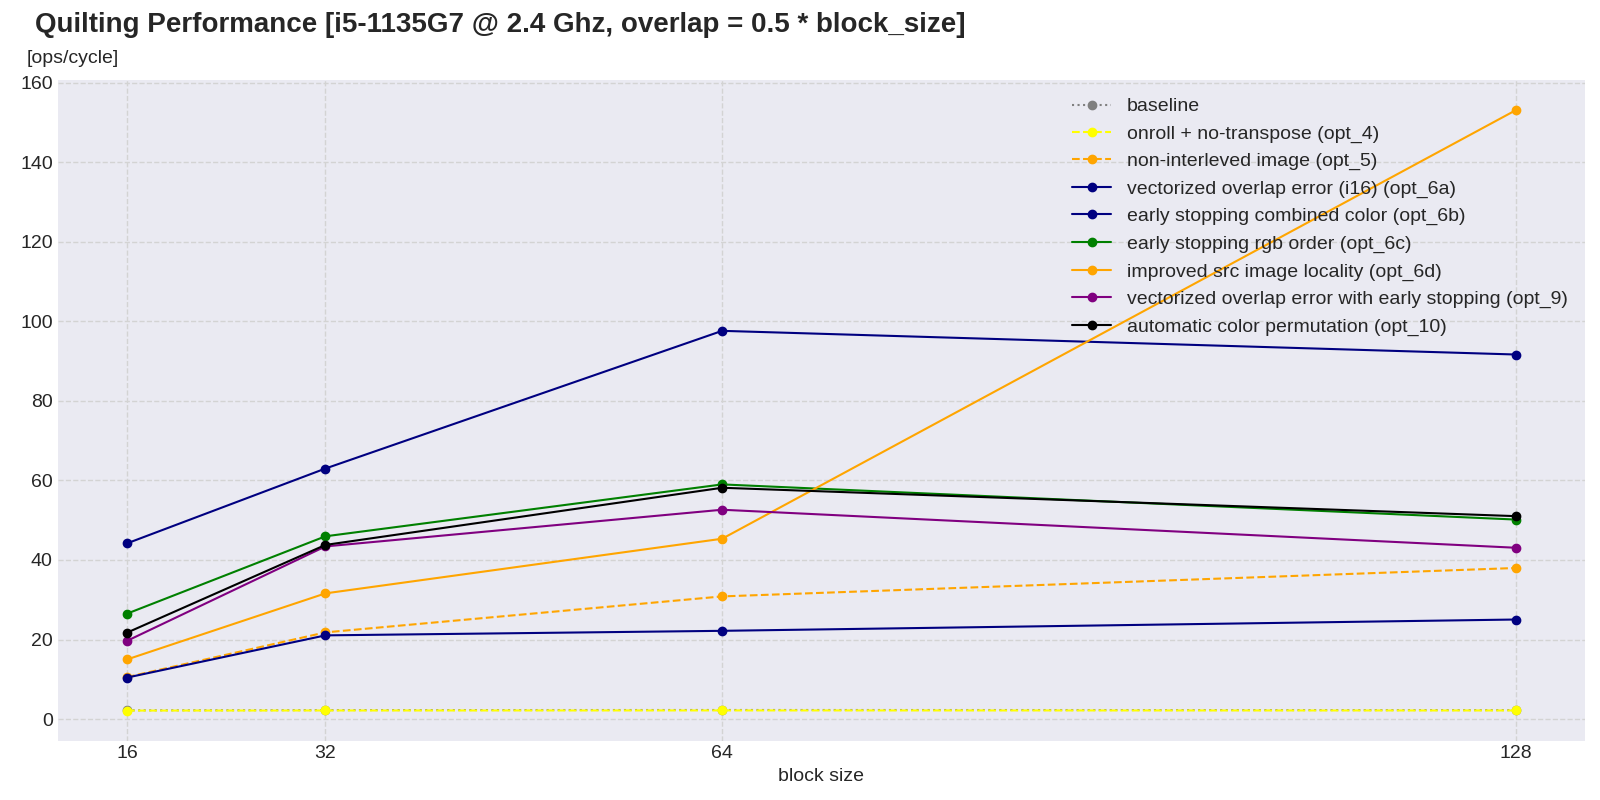 Quilting Performance [i5-1135G7 @ 2.4 Ghz, overlap = 0.5 * block_size]
[ops/cycle]
160
140
120
100
80
60
40
20
0
baseline
onroll + no-transpose (opt_4)
non-interleved image (opt_5)
vectorized overlap error (i16) (opt_6a)
early stopping combined color (opt_6b)
early stopping rgb order (opt_6c)
improved src image locality (opt_6d)
vectorized overlap error with early stopping (opt_9)
automatic color permutation (opt_10)
16 32 64 128
block size